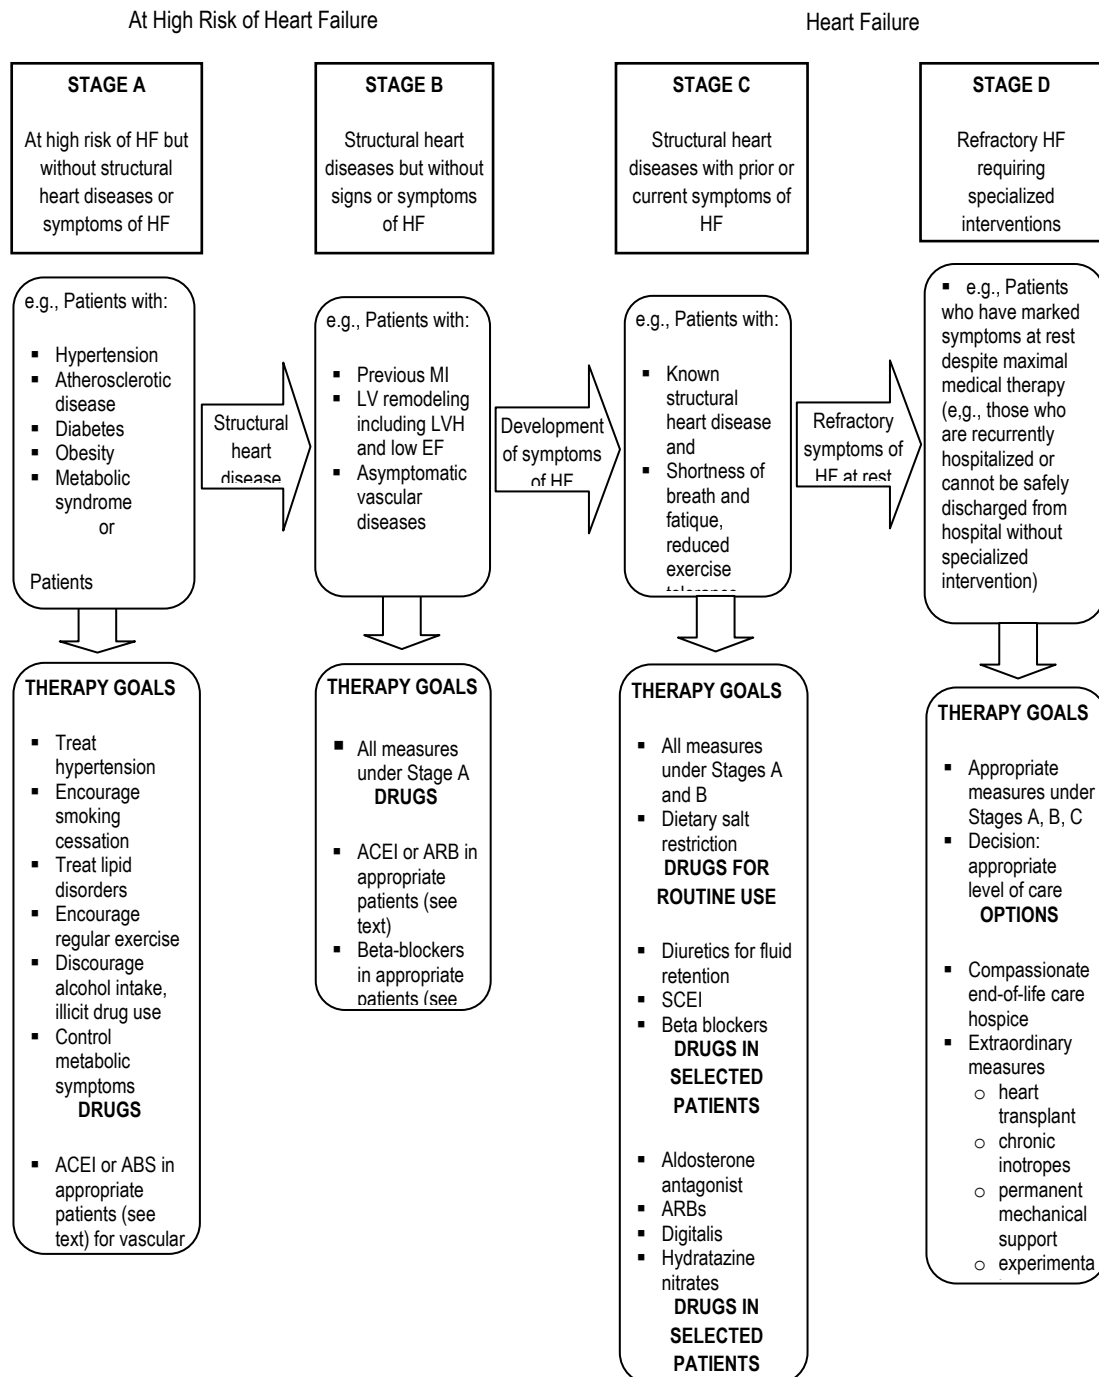 At High Risk of Heart Failure
Heart Failure
STAGE A
At high risk of HF but
without structural
heart diseases or
symptoms of HF
STAGE B
Structural heart
diseases but without
signs or symptoms
of HF
STAGE C
Structural heart
diseases with prior or
current symptoms of
HF
STAGE D
Refractory HF
requiring
specialized
interventions
e.g., Patients with:
▪ Hypertension
▪ Atherosclerotic
disease
▪ Diabetes
▪ Obesity
▪ Metabolic
syndrome
or
Patients
Structural
heart
disease
e.g., Patients with:
▪ Previous MI
▪ LV remodeling
including LVH
and low EF
▪ Asymptomatic
vascular
diseases
Development
of symptoms
of HF
e.g., Patients with:
▪ Known
structural
heart disease
and
▪ Shortness of
breath and
fatique,
reduced
exercise
tolerance
Refractory
symptoms of
HF at rest
▪ e.g., Patients
who have marked
symptoms at rest
despite maximal
medical therapy
(e,g., those who
are recurrently
hospitalized or
cannot be safely
discharged from
hospital without
specialized
intervention)
THERAPY GOALS
▪ Treat
hypertension
▪ Encourage
smoking
cessation
▪ Treat lipid
disorders
▪ Encourage
regular exercise
▪ Discourage
alcohol intake,
illicit drug use
▪ Control
metabolic
symptoms
DRUGS
▪ ACEI or ABS in
appropriate
patients (see
text) for vascular
THERAPY GOALS
▪ All measures
under Stage A
DRUGS
▪ ACEI or ARB in
appropriate
patients (see
text)
▪ Beta-blockers
in appropriate
patients (see
THERAPY GOALS
▪ All measures
under Stages A
and B
▪ Dietary salt
restriction
DRUGS FOR
ROUTINE USE
▪ Diuretics for fluid
retention
▪ SCEI
▪ Beta blockers
DRUGS IN
SELECTED
PATIENTS
▪ Aldosterone
antagonist
▪ ARBs
▪ Digitalis
▪ Hydratazine
nitrates
DRUGS IN
SELECTED
PATIENTS
THERAPY GOALS
▪ Appropriate
measures under
Stages A, B, C
▪ Decision:
appropriate
level of care
OPTIONS
▪ Compassionate
end-of-life care
hospice
▪ Extraordinary
measures
o heart
transplant
o chronic
inotropes
o permanent
mechanical
support
o experimenta